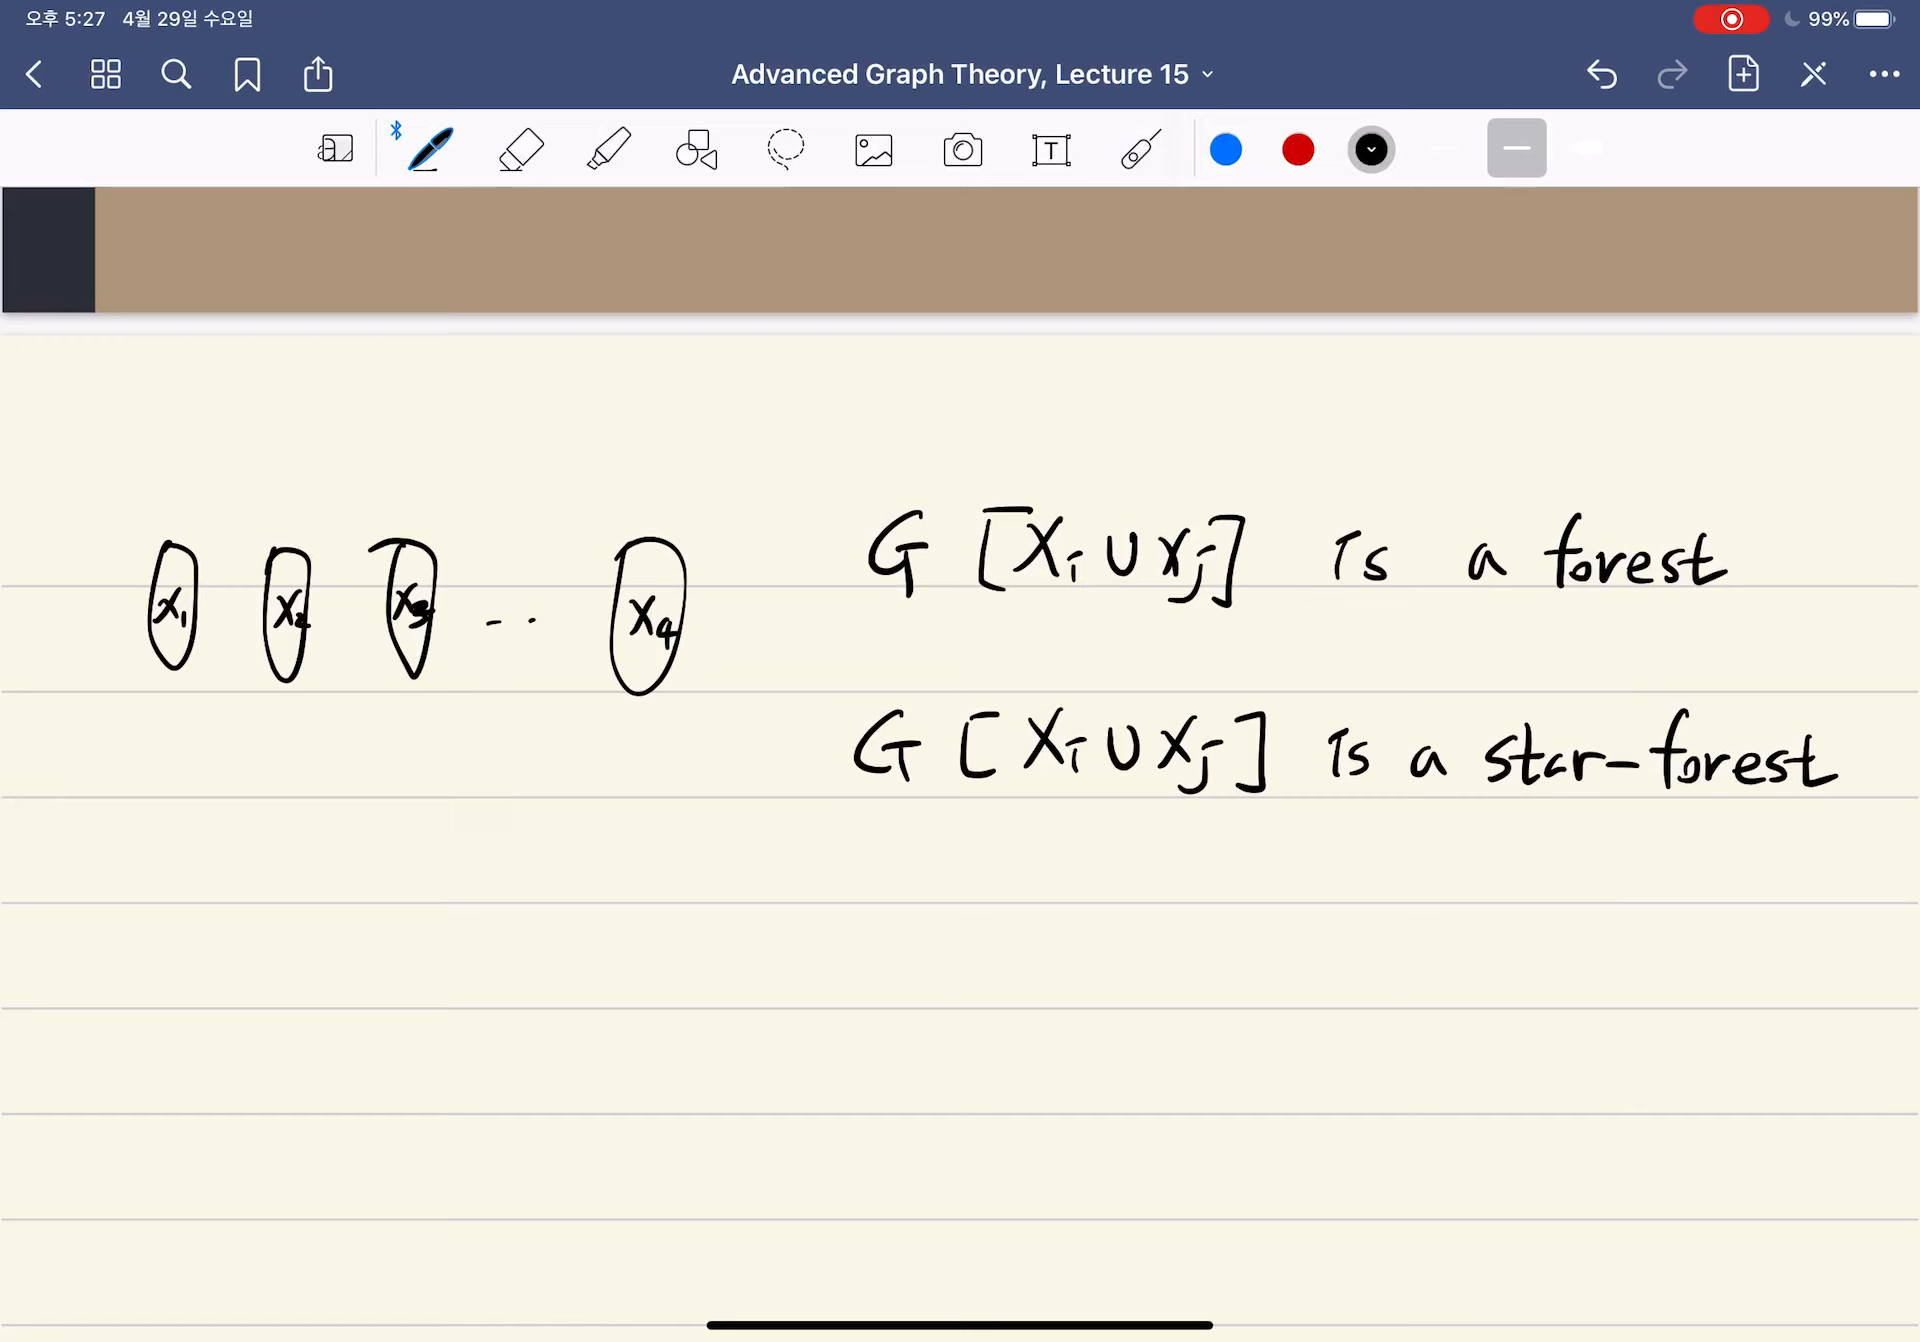 오후 5:27 4월 29일 수요일 99%
Advanced Graph Theory, Lecture 15
a T
G [Xi ∪ Xj] is a forest
X1 X2 X3 .. X9
G [Xi ∪ Xj] is a star-forest